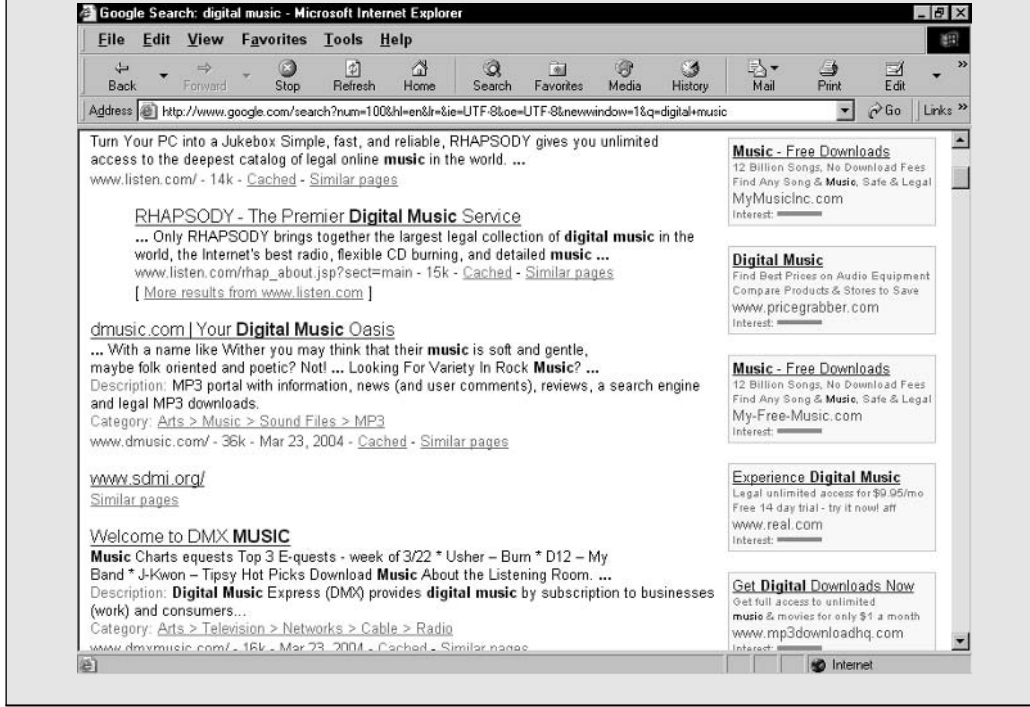 Google Search: digital music - Microsoft Internet Explorer
File Edit View Favorites Tools Help
Back Forward Stop Refresh Home Search Favorites Media History Mail Print Edit »
Address http://www.google.com/search?num=100&hl=en&lr=&ie=UTF-8&oe=UTF-8&newwindow=1&q=digital+music Go Links »
Turn Your PC into a Jukebox Simple, fast, and reliable, RHAPSODY gives you unlimited
access to the deepest catalog of legal online music in the world. ...
www.listen.com/ - 14k - Cached - Similar pages
RHAPSODY - The Premier Digital Music Service
... Only RHAPSODY brings together the largest legal collection of digital music in the
world, the Internet's best radio, flexible CD burning, and detailed music ...
www.listen.com/rhap_about.jsp?sect=main - 15k - Cached - Similar pages
[ More results from www.listen.com ]
dmusic.com | Your Digital Music Oasis
... With a name like Wither you may think that their music is soft and gentle,
maybe folk oriented and poetic? Not! ... Looking For Variety In Rock Music? ...
Description: MP3 portal with information, news (and user comments), reviews, a search engine
and legal MP3 downloads.
Category: Arts > Music > Sound Files > MP3
www.dmusic.com/ - 36k - Mar 23, 2004 - Cached - Similar pages
www.sdmi.org/
Similar pages
Welcome to DMX MUSIC
Music Charts equests Top 3 E-quests - week of 3/22 * Usher – Burn * D12 – My
Band * J-Kwon – Tipsy Hot Picks Download Music About the Listening Room. ...
Description: Digital Music Express (DMX) provides digital music by subscription to businesses
(work) and consumers...
Category: Arts > Television > Networks > Cable > Radio
www.dmxmusic.com/ - 16k - Mar 23, 2004 - Cached - Similar pages
Music - Free Downloads
12 Billion Songs, No Download Fees
Find Any Song & Music, Safe & Legal
MyMusicInc.com
Interest:
Digital Music
Find Best Prices on Audio Equipment
Compare Products & Stores to Save
www.pricegrabber.com
Interest:
Music - Free Downloads
12 Billion Songs, No Download Fees
Find Any Song & Music, Safe & Legal
My-Free-Music.com
Interest:
Experience Digital Music
Legal unlimited access for $9.95/mo
Free 14 day trial - try it now! aff
www.real.com
Interest:
Get Digital Downloads Now
Get full access to unlimited
music & movies for only $1 a month
www.mp3downloadhq.com
Interest:
Internet